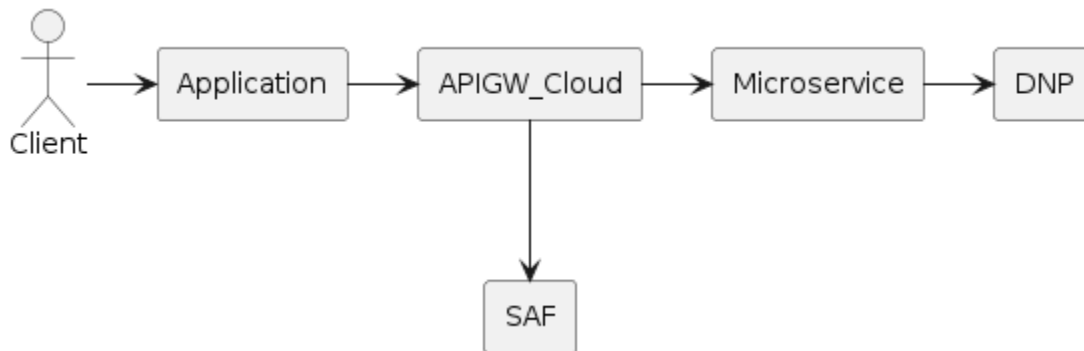 Client
Application
APIGW_Cloud
Microservice
DNP
SAF